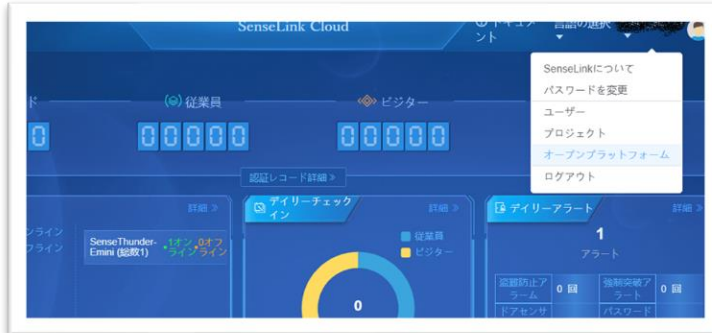 SenseLink Cloud
ドキュメ
ント
言語の選択
SenseLinkについて
パスワードを変更
ユーザー
プロジェクト
オープンプラットフォーム
ログアウト
ド
従業員
ビジター
0
00000
00000
認証レコード詳細 »
詳細 »
デイリーチェック
イン
詳細 »
デイリーアラート
詳細 »
ンライン
フライン
SenseThunder-
Emini (総数1)
1オン
ライン
0オフ
ライン
従業員
ビジター
0
1
アラート
盗難防止ア
ラーム
0 回
強制突破ア
ラート
0 回
ドアセンサ
パスワード